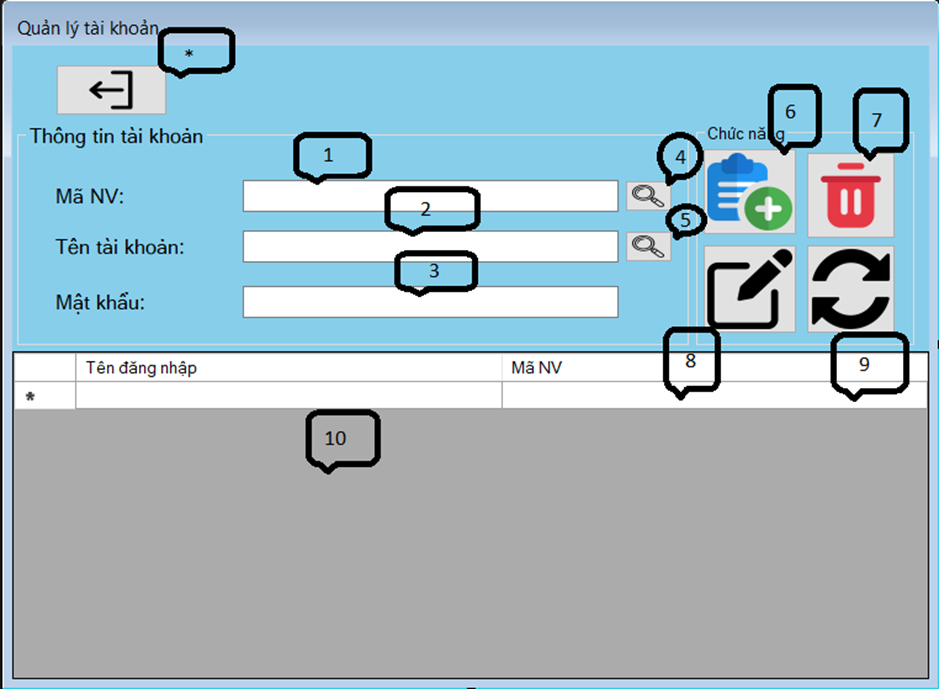 Quản lý tài khoản
*
Thông tin tài khoản
Chức năng
1
4
6
7
Mã NV:
2
5
Tên tài khoản:
3
Mật khẩu:
8
9
Tên đăng nhập Mã NV
*
10